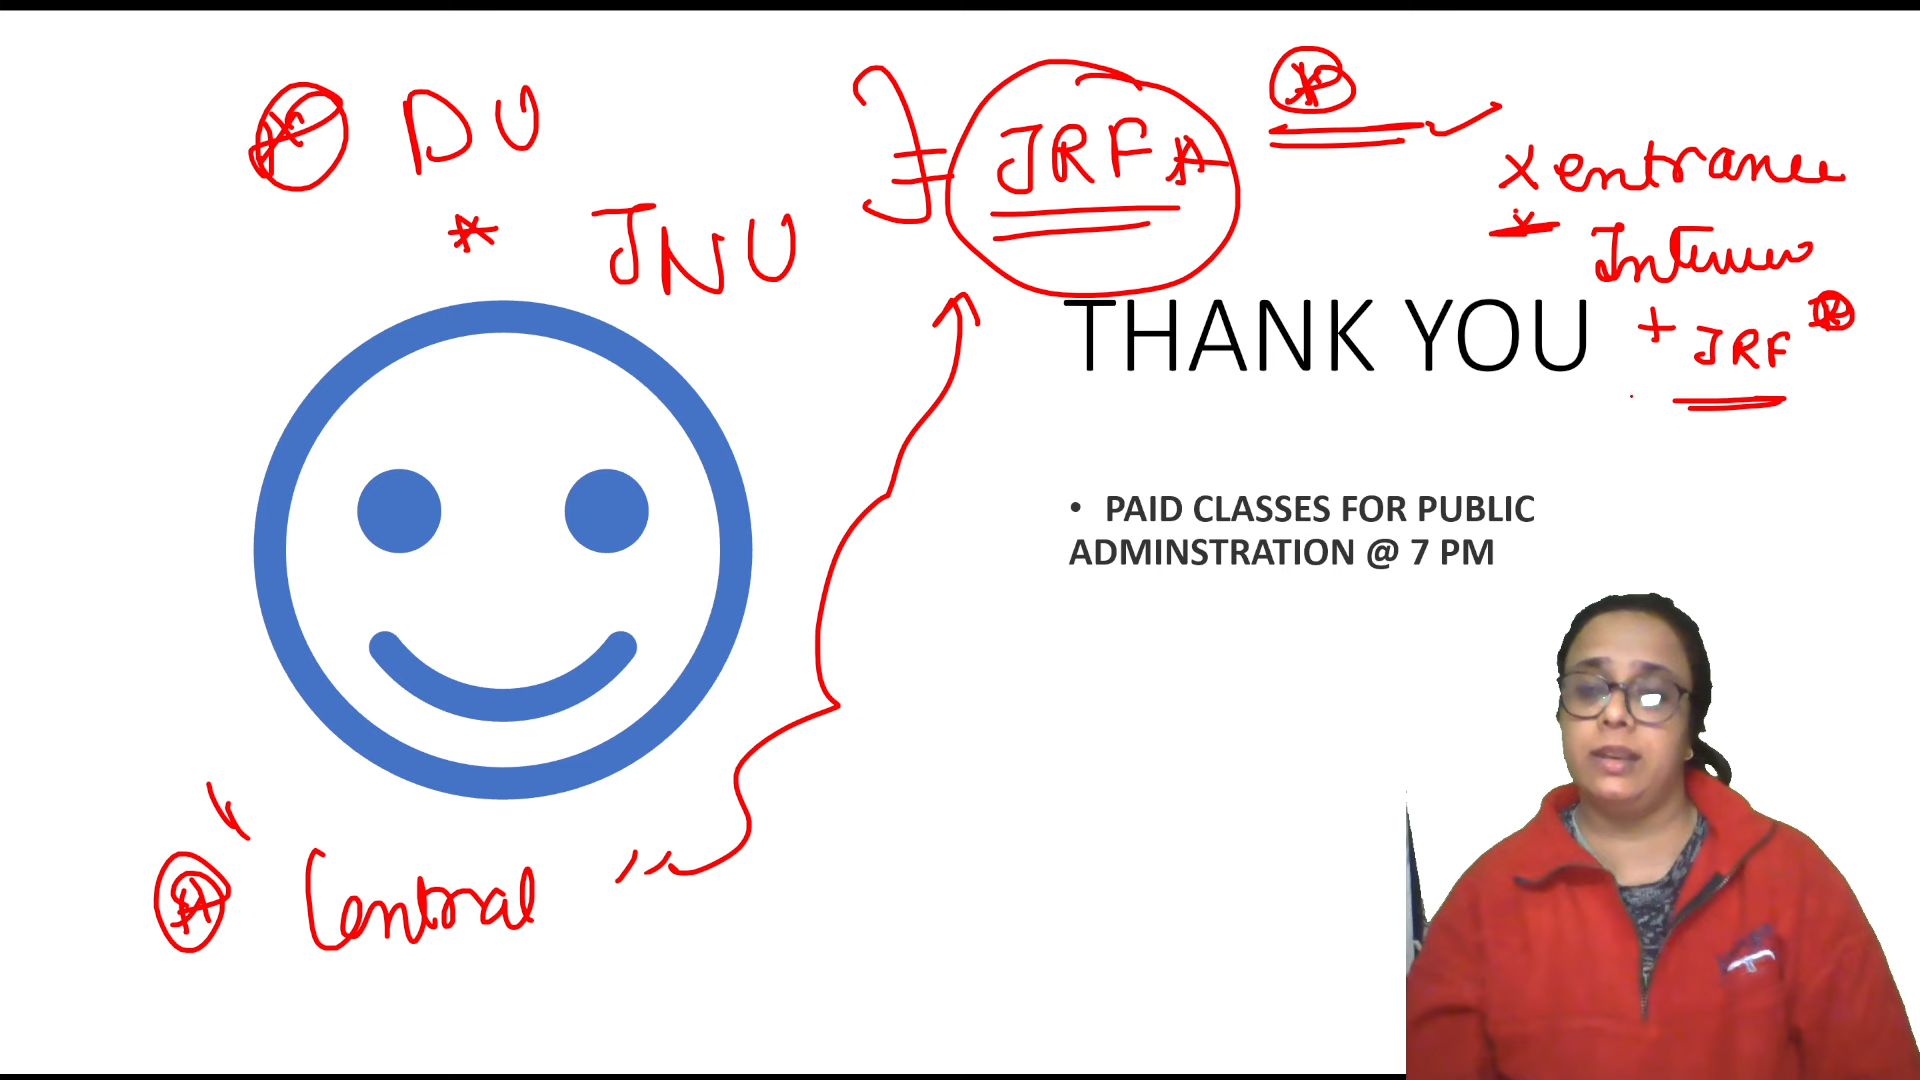 DU
JNU
JRF
x entrance
Interview
+ JRF
THANK YOU
• PAID CLASSES FOR PUBLIC
ADMINSTRATION @ 7 PM
Central